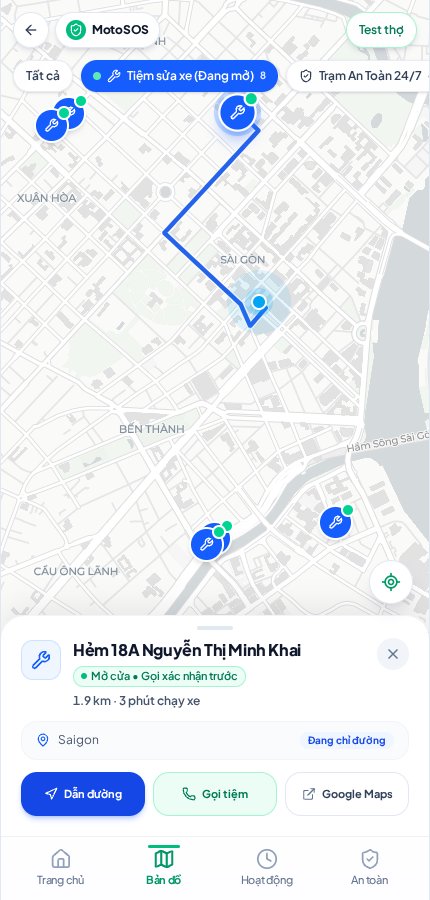 MotoSOS
Test thợ
NH
Tất cả
Tiệm sửa xe (Đang mở) 8
Trạm An Toàn 24/7
XUÂN HÒA
SÀI GÒN
BẾN THÀNH
Hầm Sông Sài Gò
CẦU ÔNG LÃNH
Hẻm 18A Nguyễn Thị Minh Khai
Mở cửa • Gọi xác nhận trước
1.9 km · 3 phút chạy xe
Saigon
Đang chỉ đường
Dẫn đường
Gọi tiệm
Google Maps
Trang chủ
Bản đồ
Hoạt động
An toàn